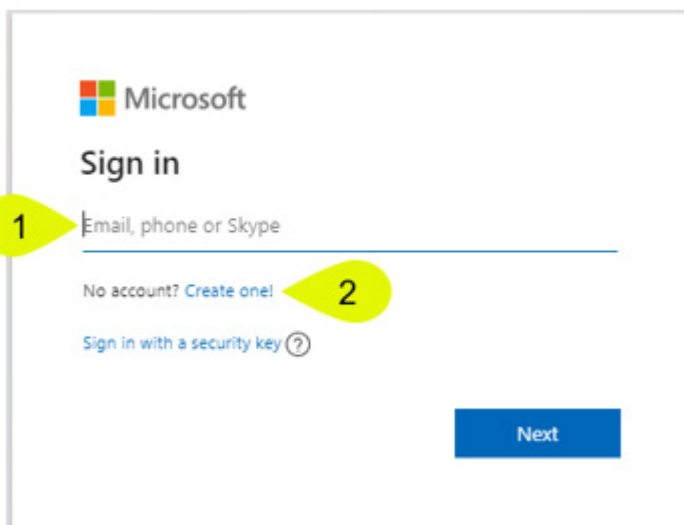 Microsoft
Sign in
1
Email, phone or Skype
No account? Create one!
2
Sign in with a security key ?
Next